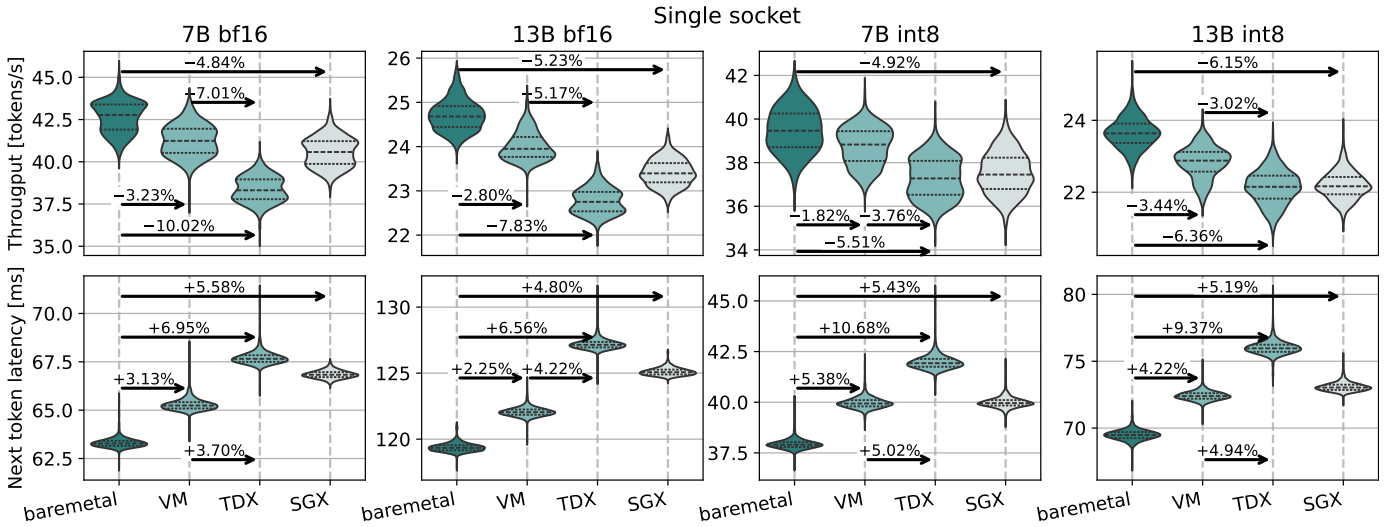 Single socket
7B bf16
13B bf16
7B int8
13B int8
Througput [tokens/s]
45.0
42.5
40.0
37.5
35.0
−4.84%
+7.01%
−3.23%
−10.02%
26
25
24
23
22
−5.23%
−5.17%
−2.80%
−7.83%
42
40
38
36
34
−4.92%
−1.82%
−3.76%
−5.51%
24
22
−6.15%
−3.02%
−3.44%
−6.36%
Next token latency [ms]
70.0
67.5
65.0
62.5
+5.58%
+6.95%
+3.13%
+3.70%
130
125
120
+4.80%
+6.56%
+2.25%
+4.22%
45.0
42.5
40.0
37.5
+5.43%
+10.68%
+5.38%
+5.02%
80
75
70
+5.19%
+9.37%
+4.22%
+4.94%
baremetal
VM
TDX
SGX
baremetal
VM
TDX
SGX
baremetal
VM
TDX
SGX
baremetal
VM
TDX
SGX